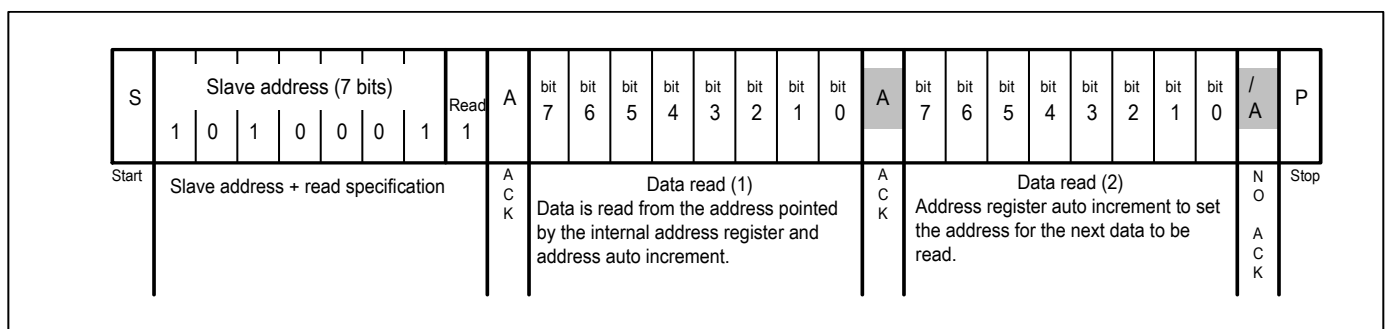 S Slave address (7 bits) Read A bit bit bit bit bit bit bit bit A bit bit bit bit bit bit bit bit / P
1 0 1 0 0 0 1 1 7 6 5 4 3 2 1 0 7 6 5 4 3 2 1 0 A
Start Slave address + read specification ACK Data read (1) ACK Data read (2) NO ACK Stop
Data is read from the address pointed
by the internal address register and
address auto increment.
Address register auto increment to set
the address for the next data to be
read.